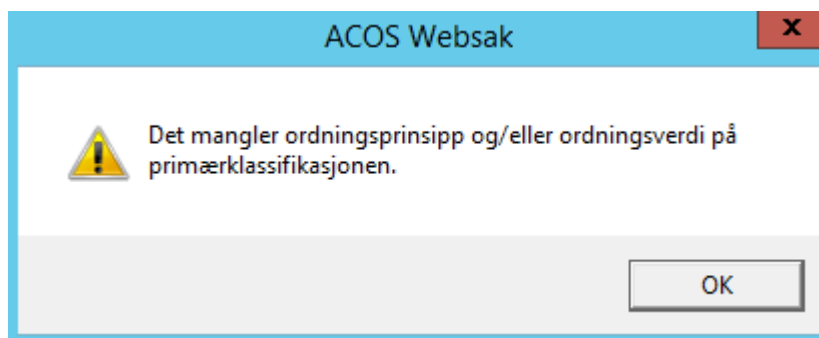 ACOS Websak
x
Det mangler ordningsprinsipp og/eller ordningsverdi på
primærklassifikasjonen.
OK